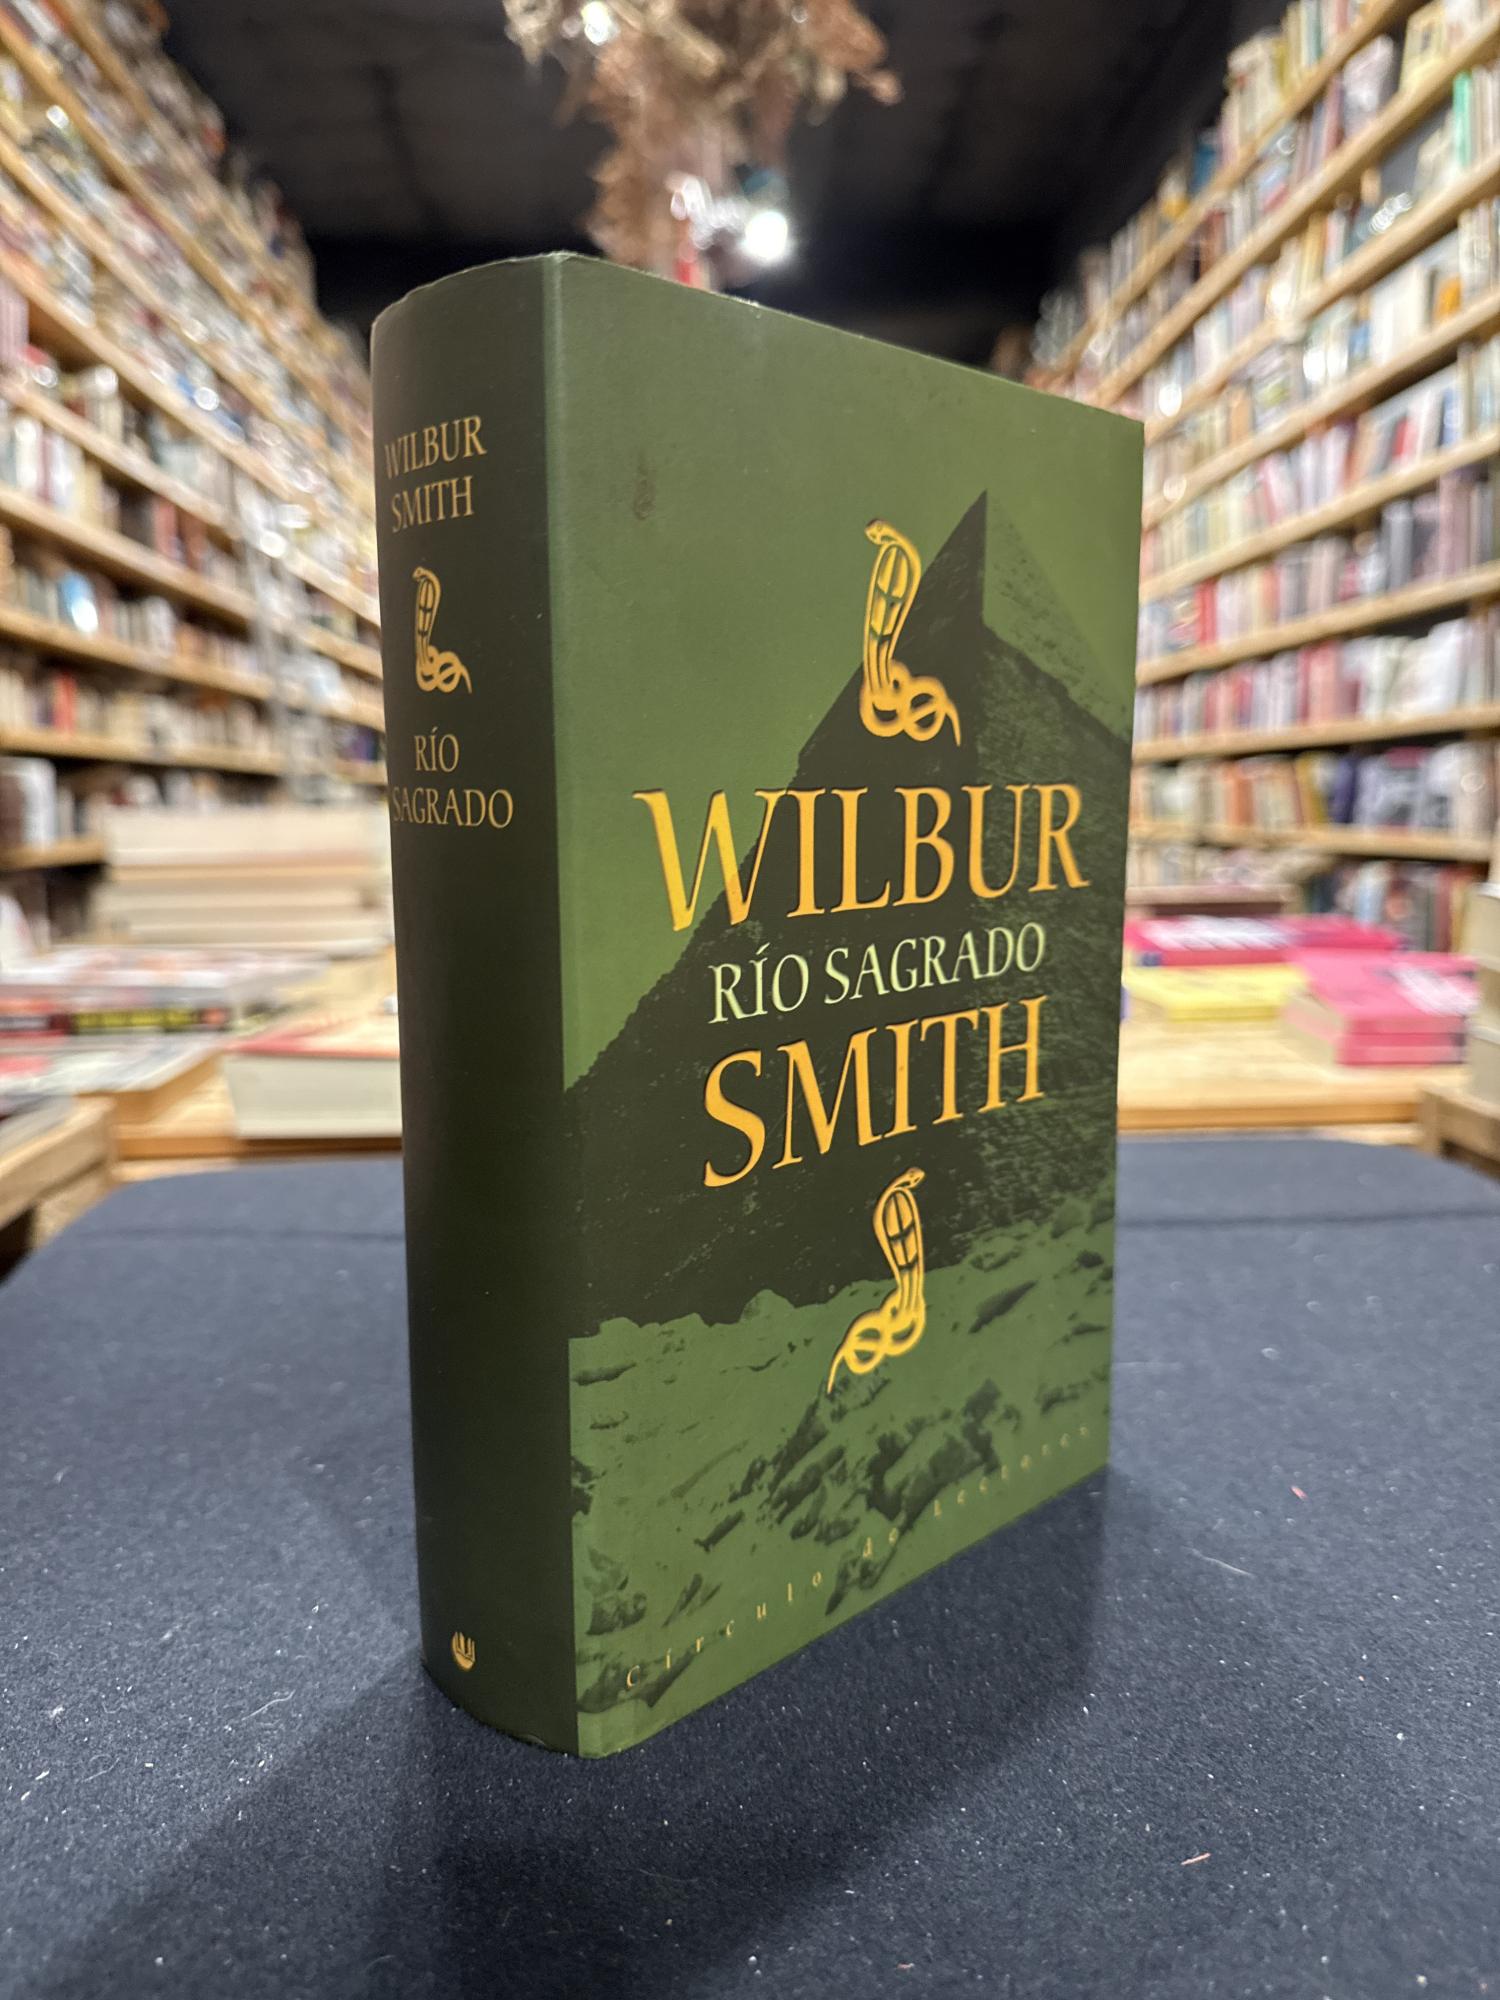 WILBUR
SMITH
RÍO
SAGRADO
WILBUR
RÍO SAGRADO
SMITH
Círculo de Lectores